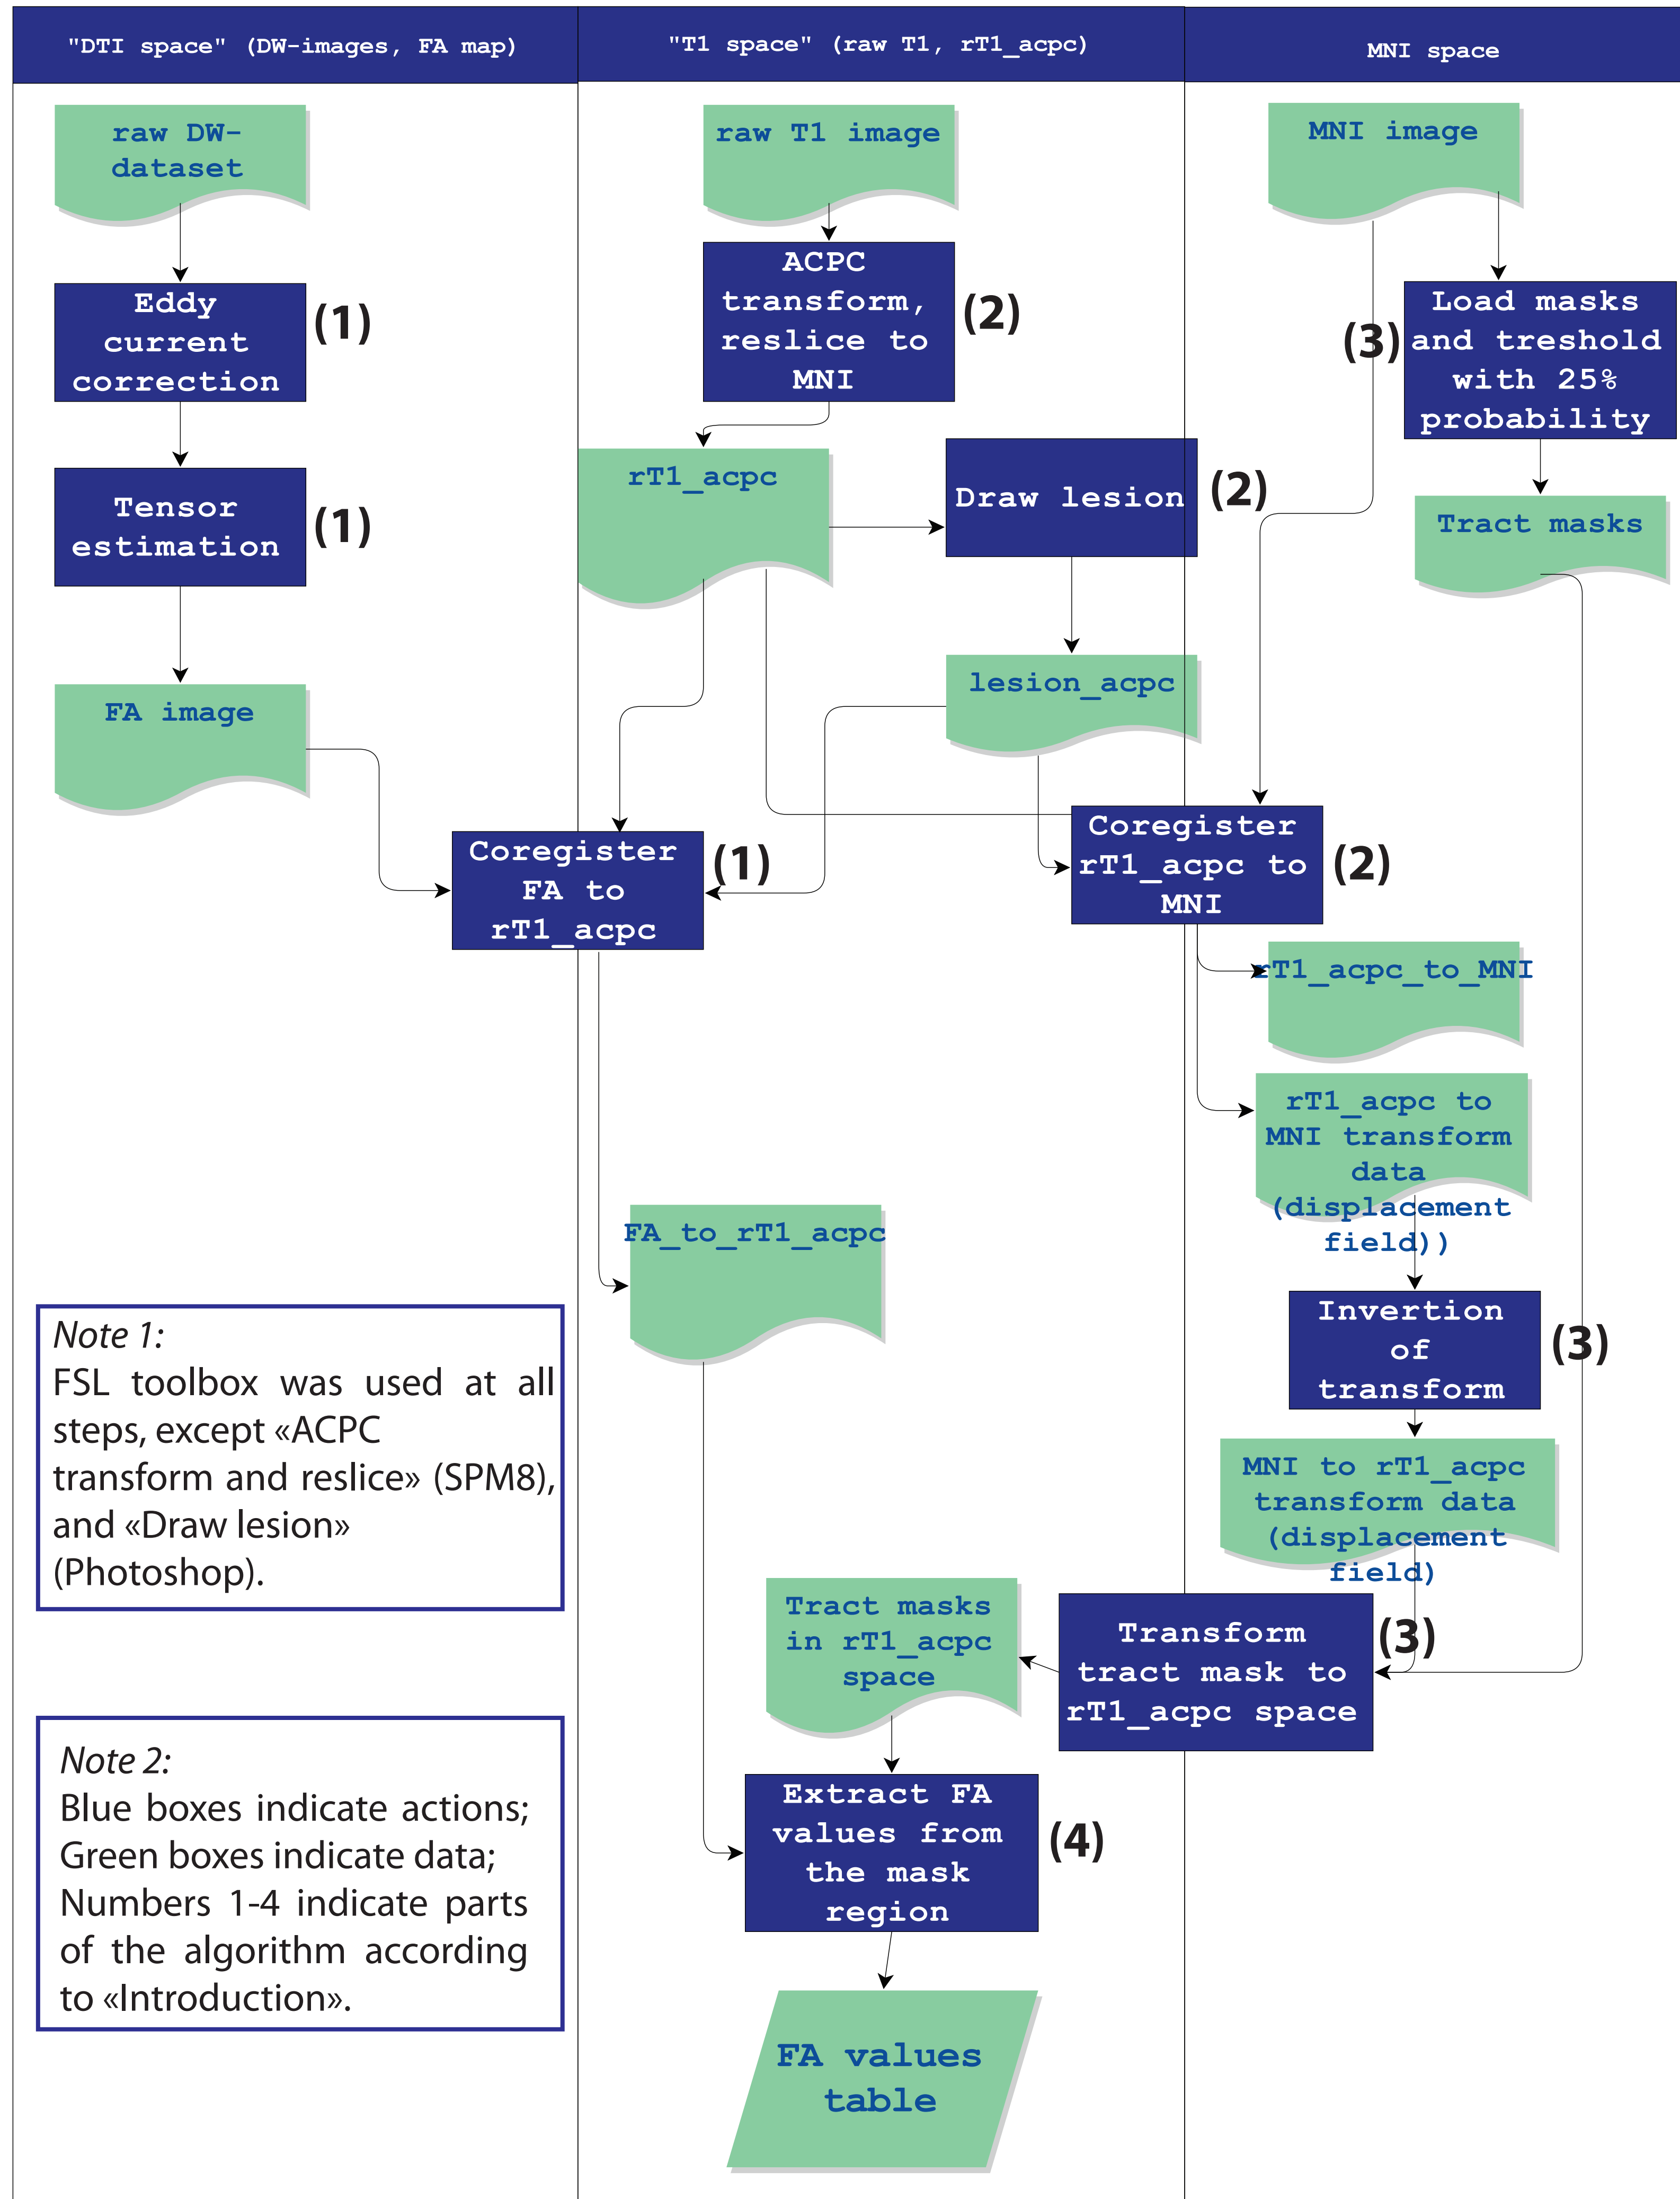 "DTI space" (DW-images, FA map)
"T1 space" (raw T1, rT1_acpc)
MNI space
raw DW-
dataset
raw T1 image
MNI image
Eddy
current
correction
(1)
ACPC
transform,
reslice to
MNI
(2)
(3)
Load masks
and treshold
with 25%
probability
Tensor
estimation
(1)
rT1_acpc
Draw lesion
(2)
Tract masks
FA image
lesion_acpc
Coregister
FA to
rT1_acpc
(1)
Coregister
rT1_acpc to
MNI
(2)
rT1_acpc_to_MNI
rT1_acpc to
MNI transform
data
(displacement
field))
FA_to_rT1_acpc
Invertion
of
transform
(3)
Note 1:
FSL toolbox was used at all
steps, except «ACPC
transform and reslice» (SPM8),
and «Draw lesion»
(Photoshop).
MNI to rT1_acpc
transform data
(displacement
field)
Tract masks
in rT1_acpc
space
Transform
tract mask to
rT1_acpc space
(3)
Note 2:
Blue boxes indicate actions;
Green boxes indicate data;
Numbers 1-4 indicate parts
of the algorithm according
to «Introduction».
Extract FA
values from
the mask
region
(4)
FA values
table